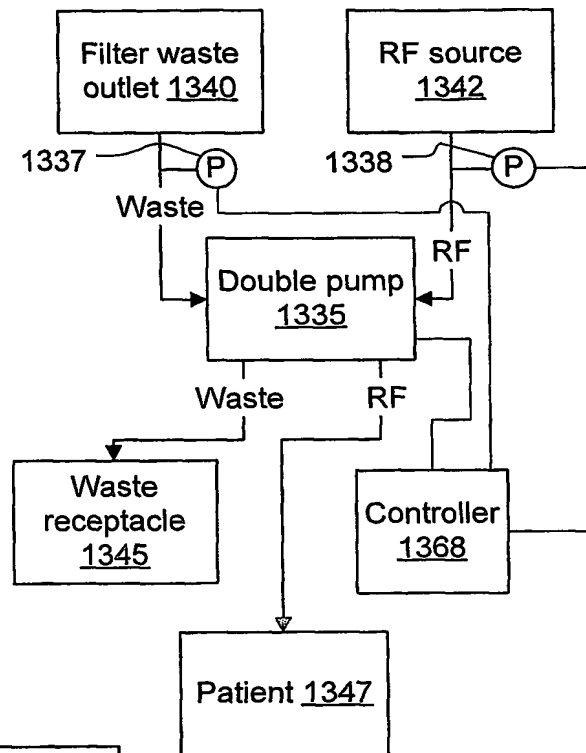 Filter waste
outlet 1340
RF source
1342
1337
P
1338
P
Waste
RF
Double pump
1335
Waste
RF
Waste
receptacle
1345
Controller
1368
Patient 1347